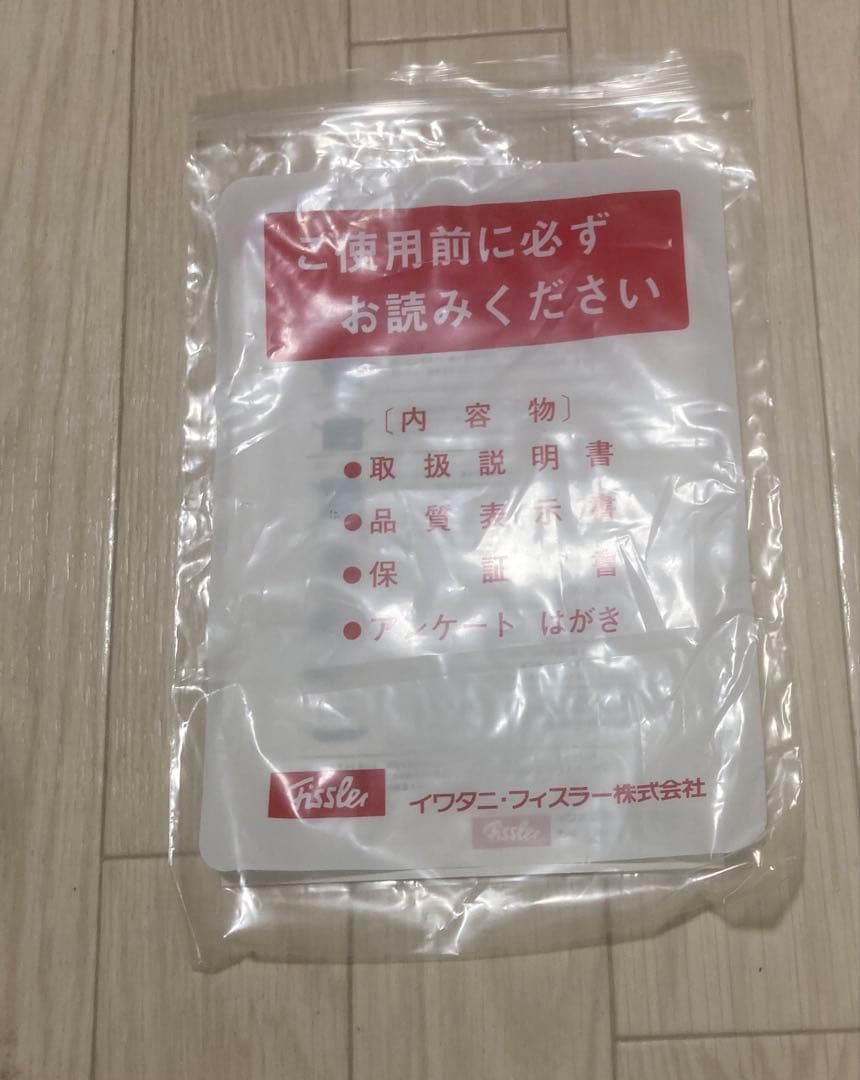 ご使用前に必ず
お読みください
〔内容物〕
●取扱説明書
●品質表示書
●保証書
●アンケートはがき
Fissler イワタニ・フィスラー株式会社
Fissler